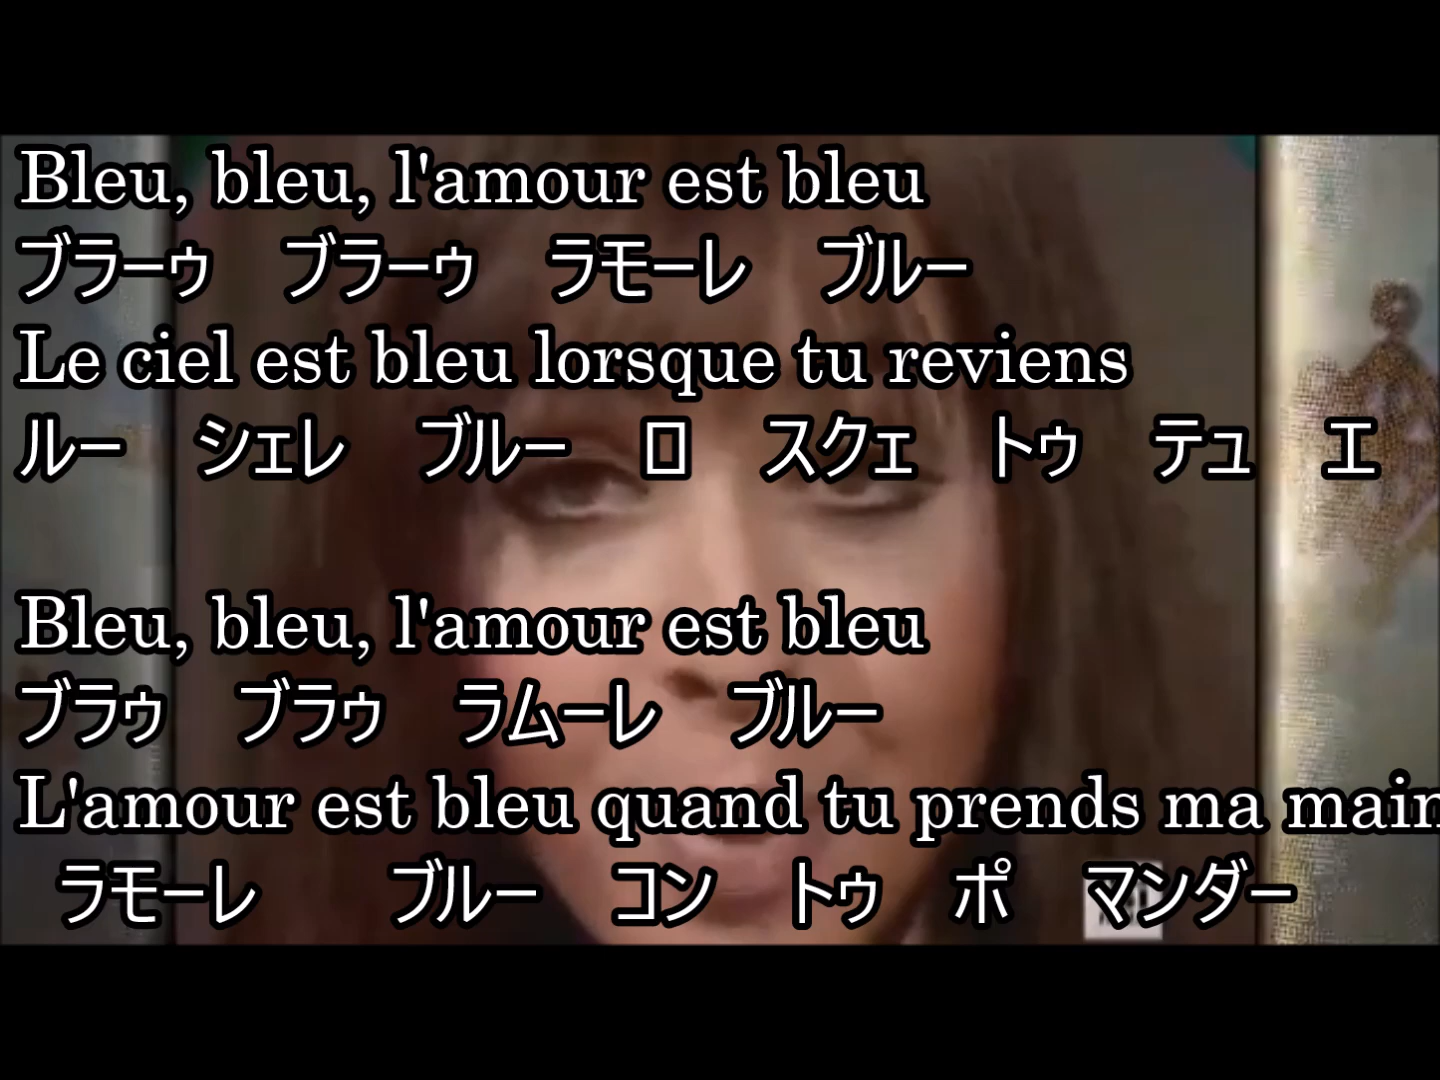 Bleu, bleu, l'amour est bleu
ブラーゥ　ブラーゥ　ラモーレ　ブルー
Le ciel est bleu lorsque tu reviens
ルー　シェレ　ブルー　ロ　スクェ　トゥ　テュ　エ
Bleu, bleu, l'amour est bleu
ブラゥ　ブラゥ　ラムーレ　ブルー
L'amour est bleu quand tu prends ma main
ラモーレ　　ブルー　コン　トゥ　ポ　マンダー